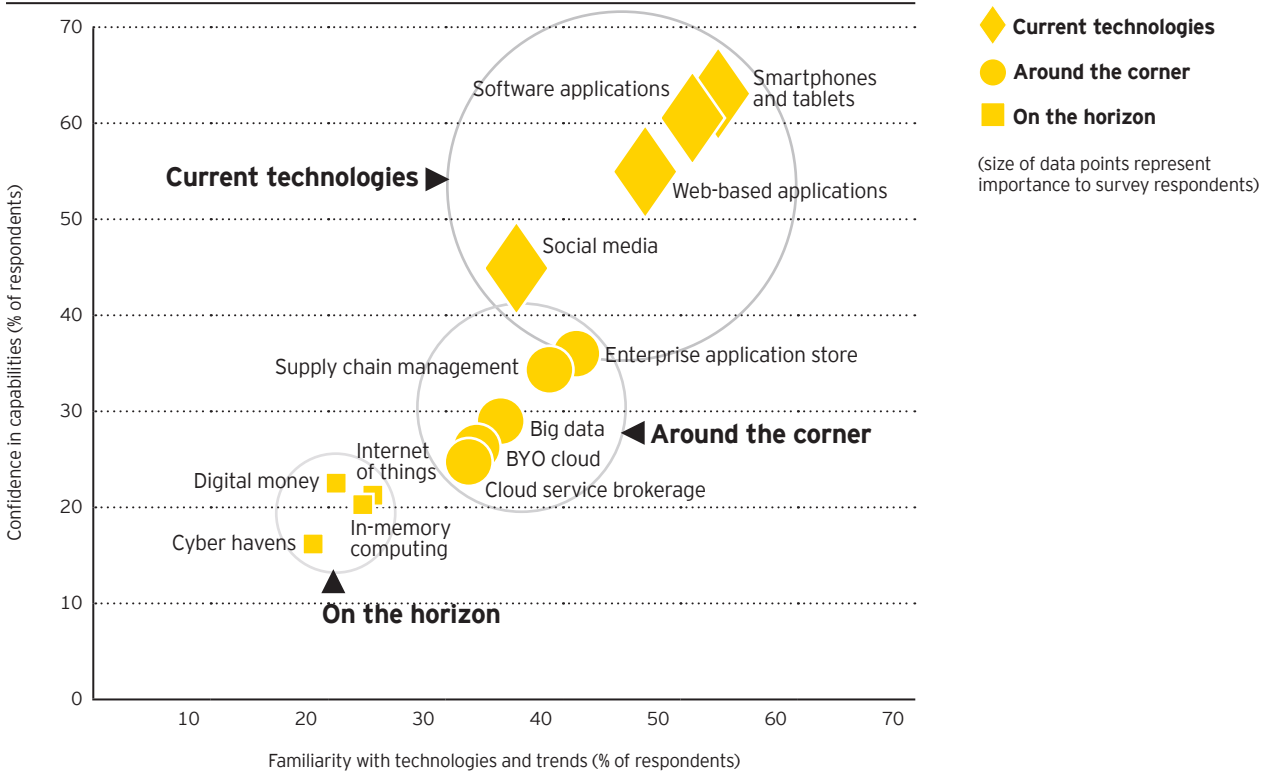 70
60
50
40
30
20
10
0
Confidence in capabilities (% of respondents)
Software applications
Smartphones
and tablets
Current technologies
Web-based applications
Social media
Supply chain management
Enterprise application store
Big data
Around the corner
BYO cloud
Cloud service brokerage
Internet
of things
Digital money
In-memory
computing
Cyber havens
On the horizon
10 20 30 40 50 60 70
Familiarity with technologies and trends (% of respondents)
Current technologies
Around the corner
On the horizon
(size of data points represent
importance to survey respondents)